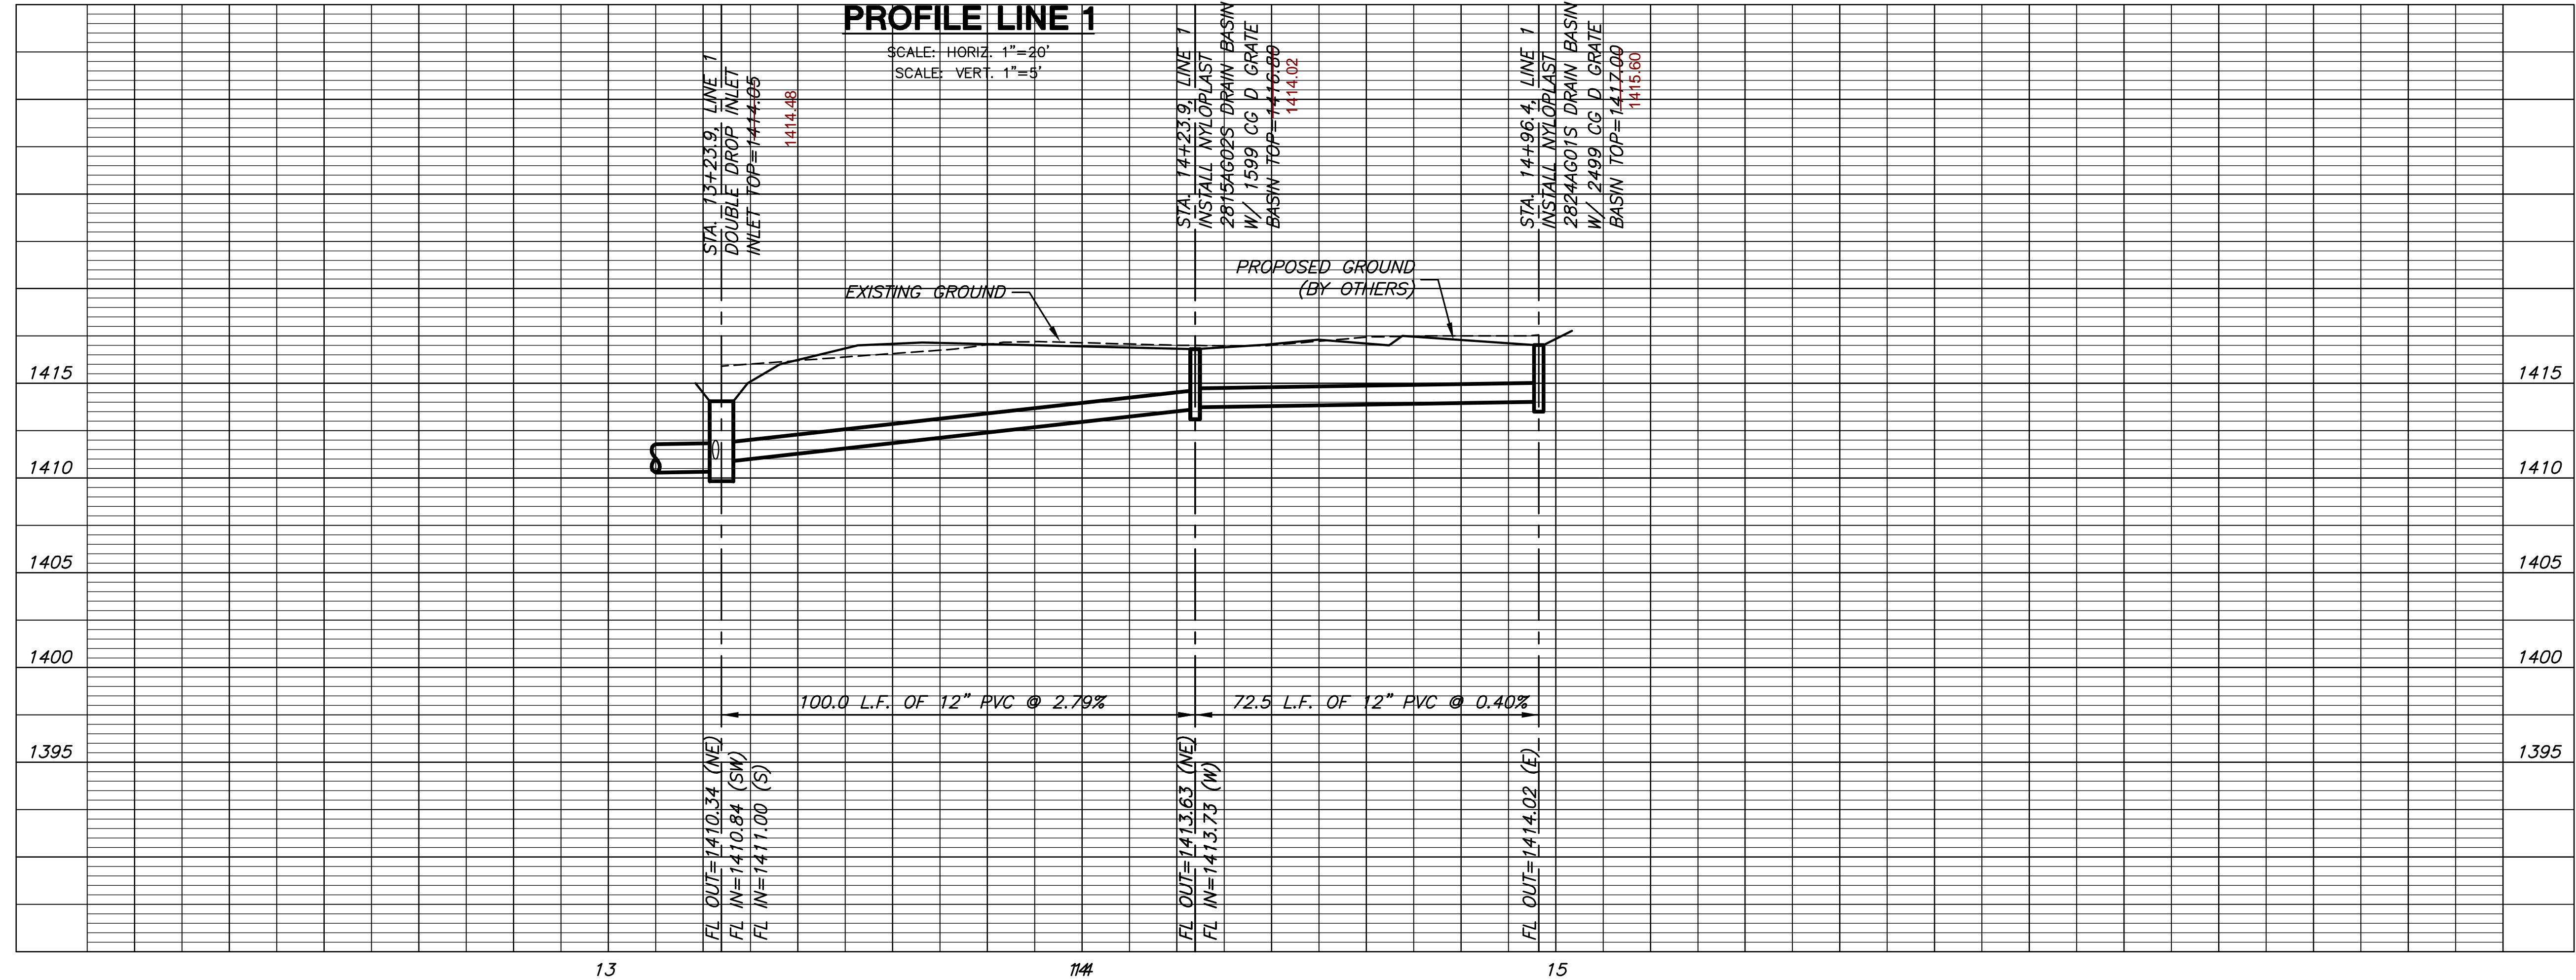 PROFILE LINE 1
SCALE: HORIZ. 1"=20'
SCALE: VERT. 1"=5'
STA. 13+23.9, LINE 1
DOUBLE DROP INLET
INLET TOP=1414.05
1414.48
STA. 14+23.9, LINE 1
INSTALL NYLOPLAST
2815AG02S DRAIN BASIN
W/ 1599 CG D GRATE
BASIN TOP=1416.80
1414.02
STA. 14+96.4, LINE 1
INSTALL NYLOPLAST
2824AG01S DRAIN BASIN
W/ 2499 CG D GRATE
BASIN TOP=1417.00
1415.60
EXISTING GROUND
PROPOSED GROUND
(BY OTHERS)
1415
1410
1405
1400
1395
1415
1410
1405
1400
1395
100.0 L.F. OF 12" PVC @ 2.79%
72.5 L.F. OF 12" PVC @ 0.40%
FL OUT=1410.34 (NE)
FL IN=1410.84 (SW)
FL IN=1411.00 (S)
FL OUT=1413.63 (NE)
FL IN=1413.73 (W)
FL OUT=1414.02 (E)
13
14
15